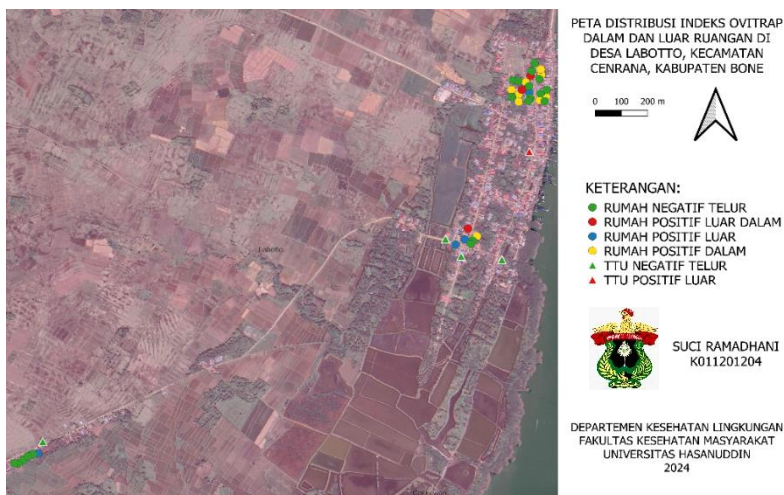 PETA DISTRIBUSI INDEKS OVITRAP
DALAM DAN LUAR RUANGAN DI
DESA LABOTTO, KECAMATAN
CENRANA, KABUPATEN BONE
0 100 200 m
KETERANGAN:
RUMAH NEGATIF TELUR
RUMAH POSITIF LUAR DALAM
RUMAH POSITIF LUAR
RUMAH POSITIF DALAM
TTU NEGATIF TELUR
TTU POSITIF LUAR
SUCI RAMADHANI
K011201204
DEPARTEMEN KESEHATAN LINGKUNGAN
FAKULTAS KESEHATAN MASYARAKAT
UNIVERSITAS HASANUDDIN
2024
Labotto